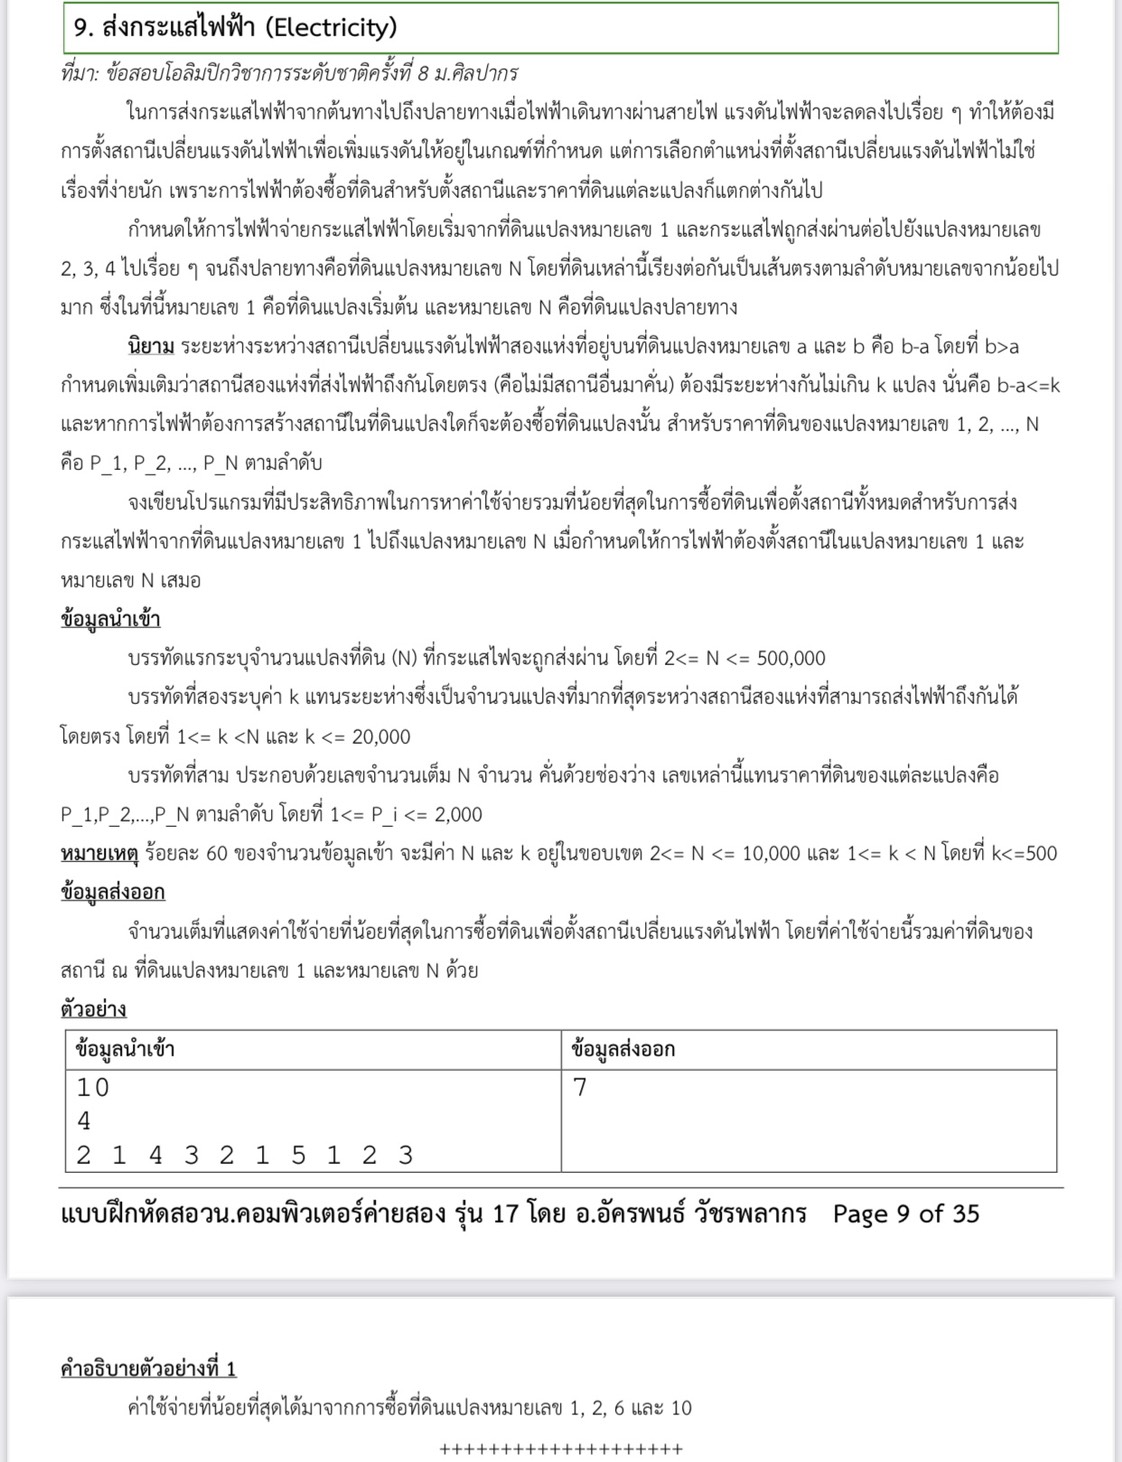 9. ส่งกระแสไฟฟ้า (Electricity)
ที่มา: ข้อสอบโอลิมปิกวิชาการระดับชาติครั้งที่ 8 ม.ศิลปากร
ในการส่งกระแสไฟฟ้าจากต้นทางไปถึงปลายทางเมื่อไฟฟ้าเดินทางผ่านสายไฟ แรงดันไฟฟ้าจะลดลงไปเรื่อย ๆ ทำให้ต้องมี
การตั้งสถานีเปลี่ยนแรงดันไฟฟ้าเพื่อเพิ่มแรงดันให้อยู่ในเกณฑ์ที่กำหนด แต่การเลือกตำแหน่งที่ตั้งสถานีเปลี่ยนแรงดันไฟฟ้าไม่ใช่
เรื่องที่ง่ายนัก เพราะการไฟฟ้าต้องซื้อที่ดินสำหรับตั้งสถานีและราคาที่ดินแต่ละแปลงก็แตกต่างกันไป
กำหนดให้การไฟฟ้าจ่ายกระแสไฟฟ้าโดยเริ่มจากที่ดินแปลงหมายเลข 1 และกระแสไฟถูกส่งผ่านต่อไปยังแปลงหมายเลข
2, 3, 4 ไปเรื่อย ๆ จนถึงปลายทางคือที่ดินแปลงหมายเลข N โดยที่ดินเหล่านี้เรียงต่อกันเป็นเส้นตรงตามลำดับหมายเลขจากน้อยไป
มาก ซึ่งในที่นี้หมายเลข 1 คือที่ดินแปลงเริ่มต้น และหมายเลข N คือที่ดินแปลงปลายทาง
นิยาม ระยะห่างระหว่างสถานีเปลี่ยนแรงดันไฟฟ้าสองแห่งที่อยู่บนที่ดินแปลงหมายเลข a และ b คือ b-a โดยที่ b>a
กำหนดเพิ่มเติมว่าสถานีสองแห่งที่ส่งไฟฟ้าถึงกันโดยตรง (คือไม่มีสถานีอื่นมาคั่น) ต้องมีระยะห่างกันไม่เกิน k แปลง นั่นคือ b-a<=k
และหากการไฟฟ้าต้องการสร้างสถานีในที่ดินแปลงใดก็จะต้องซื้อที่ดินแปลงนั้น สำหรับราคาที่ดินของแปลงหมายเลข 1, 2, ..., N
คือ P_1, P_2, ..., P_N ตามลำดับ
จงเขียนโปรแกรมที่มีประสิทธิภาพในการหาค่าใช้จ่ายรวมที่น้อยที่สุดในการซื้อที่ดินเพื่อตั้งสถานีทั้งหมดสำหรับการส่ง
กระแสไฟฟ้าจากที่ดินแปลงหมายเลข 1 ไปถึงแปลงหมายเลข N เมื่อกำหนดให้การไฟฟ้าต้องตั้งสถานีในแปลงหมายเลข 1 และ
หมายเลข N เสมอ
ข้อมูลนำเข้า
บรรทัดแรกระบุจำนวนแปลงที่ดิน (N) ที่กระแสไฟจะถูกส่งผ่าน โดยที่ 2<= N <= 500,000
บรรทัดที่สองระบุค่า k แทนระยะห่างซึ่งเป็นจำนวนแปลงที่มากที่สุดระหว่างสถานีสองแห่งที่สามารถส่งไฟฟ้าถึงกันได้
โดยตรง โดยที่ 1<= k <N และ k <= 20,000
บรรทัดที่สาม ประกอบด้วยเลขจำนวนเต็ม N จำนวน คั่นด้วยช่องว่าง เลขเหล่านี้แทนราคาที่ดินของแต่ละแปลงคือ
P_1,P_2,...,P_N ตามลำดับ โดยที่ 1<= P_i <= 2,000
หมายเหตุ ร้อยละ 60 ของจำนวนข้อมูลเข้า จะมีค่า N และ k อยู่ในขอบเขต 2<= N <= 10,000 และ 1<= k < N โดยที่ k<=500
ข้อมูลส่งออก
จำนวนเต็มที่แสดงค่าใช้จ่ายที่น้อยที่สุดในการซื้อที่ดินเพื่อตั้งสถานีเปลี่ยนแรงดันไฟฟ้า โดยที่ค่าใช้จ่ายนี้รวมค่าที่ดินของ
สถานี ณ ที่ดินแปลงหมายเลข 1 และหมายเลข N ด้วย
ตัวอย่าง
ข้อมูลนำเข้า ข้อมูลส่งออก
10 7
4
2 1 4 3 2 1 5 1 2 3
แบบฝึกหัดสอวน.คอมพิวเตอร์ค่ายสอง รุ่น 17 โดย อ.อัครพนธ์ วัชรพลากร Page 9 of 35
คำอธิบายตัวอย่างที่ 1
ค่าใช้จ่ายที่น้อยที่สุดได้มาจากการซื้อที่ดินแปลงหมายเลข 1, 2, 6 และ 10
++++++++++++++++++++